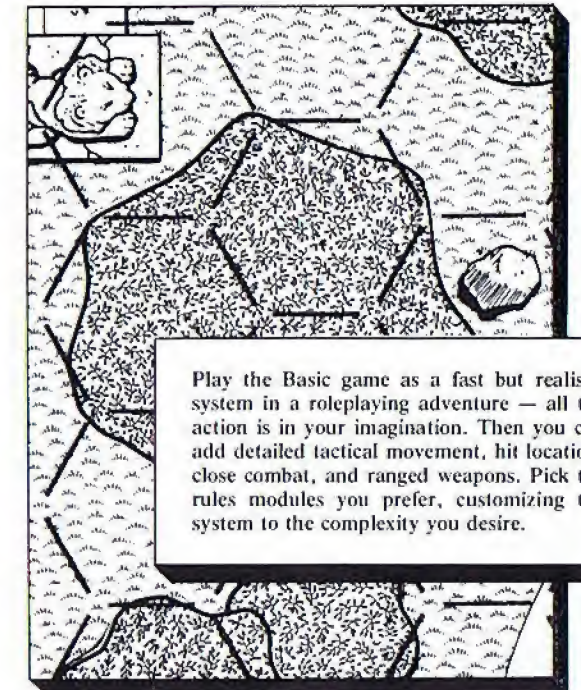 Play the Basic game as a fast but realis
system in a roleplaying adventure — all t
action is in your imagination. Then you c
add detailed tactical movement, hit locatio
close combat, and ranged weapons. Pick t
rules modules you prefer, customizing t
system to the complexity you desire.